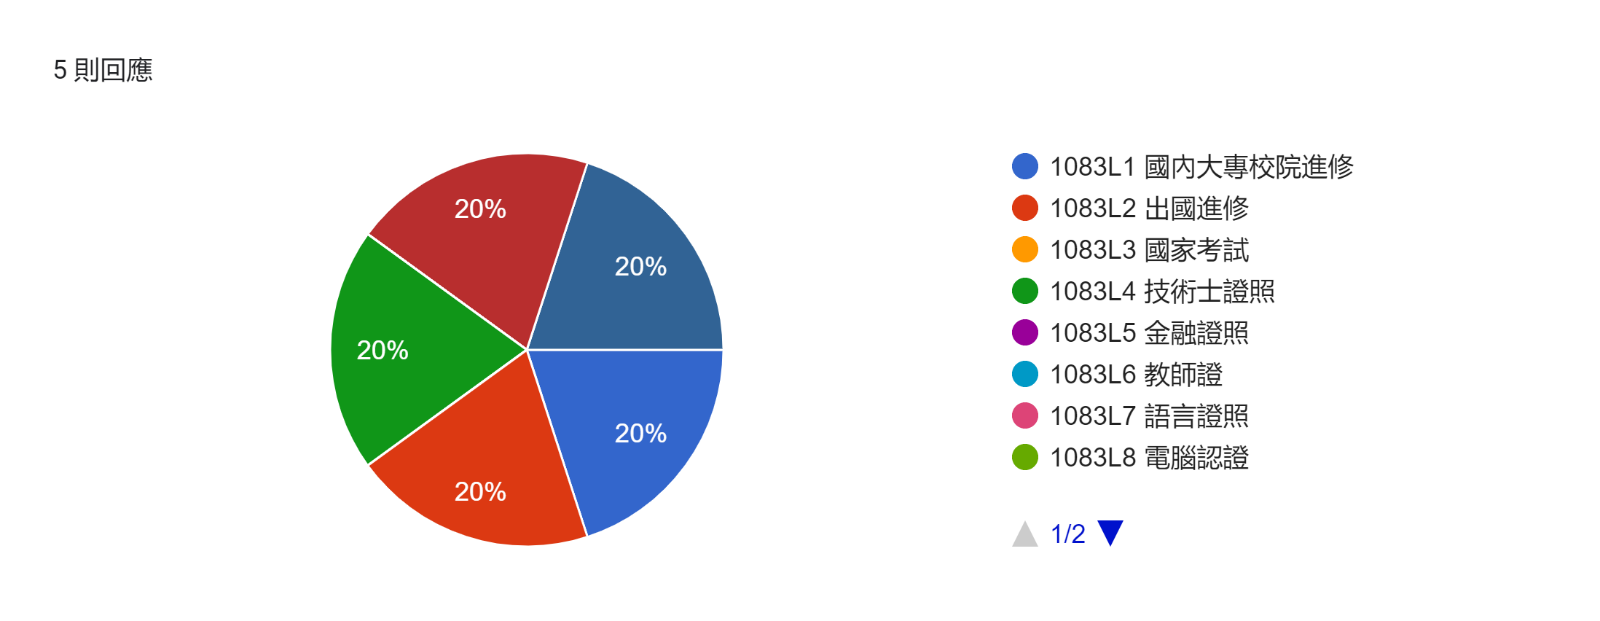 5 則回應
20%
20%
20%
20%
20%
1083L1 國內大專校院進修
1083L2 出國進修
1083L3 國家考試
1083L4 技術士證照
1083L5 金融證照
1083L6 教師證
1083L7 語言證照
1083L8 電腦認證
1/2